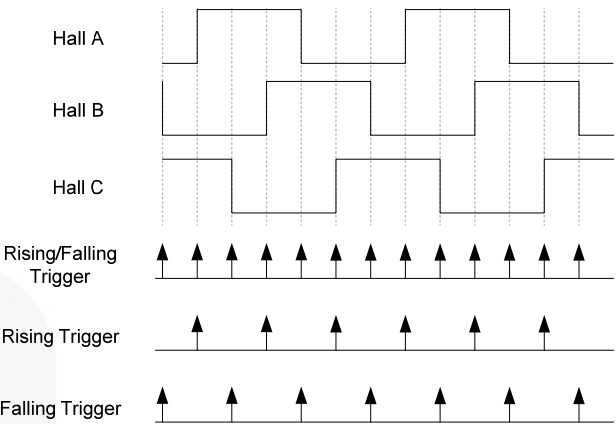 Hall A
Hall B
Hall C
Rising/Falling
Trigger
Rising Trigger
Falling Trigger